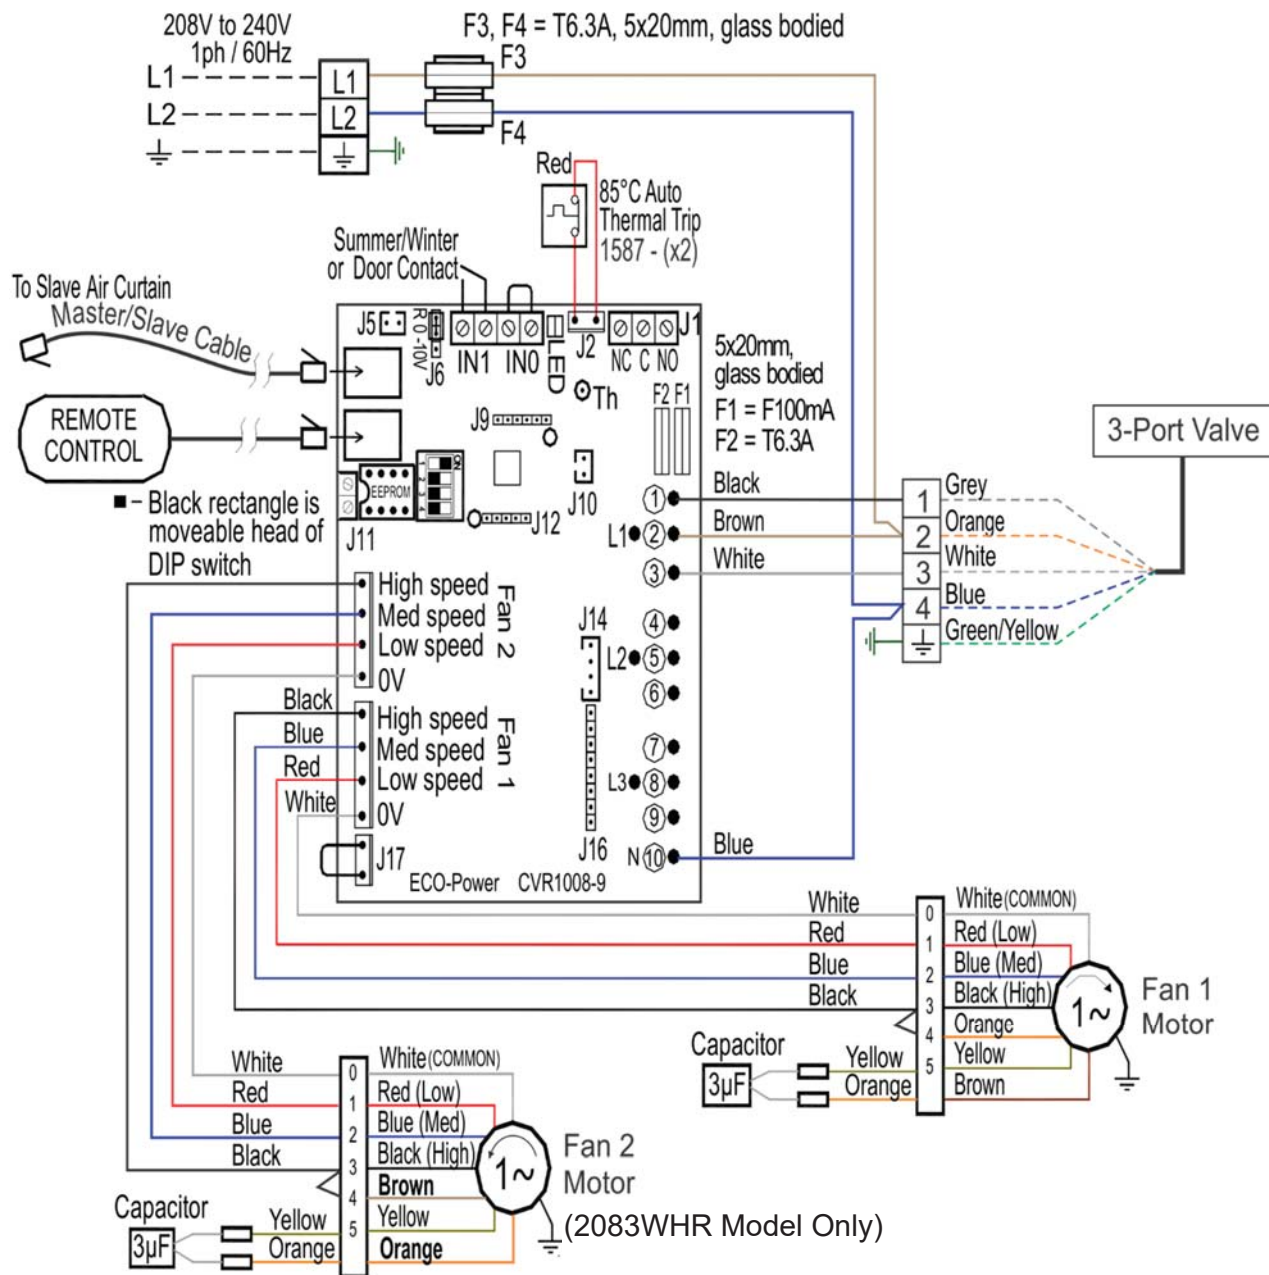 208V to 240V
1ph / 60Hz
F3, F4 = T6.3A, 5x20mm, glass bodied
F3
L1
L1
L2
L2
F4
Red
85°C Auto
Thermal Trip
1587 - (x2)
Summer/Winter
or Door Contact
To Slave Air Curtain
Master/Slave Cable
J5
R 0-10V
J6
IN1
IN0
LED
J2
NC C NO
J1
Th
5x20mm,
glass bodied
F1 = F100mA
F2 = T6.3A
F2 F1
REMOTE
CONTROL
J9
J10
EEPROM
ON
1 2 3 4
J12
J11
■ – Black rectangle is
moveable head of
DIP switch
3-Port Valve
1
Black
1
Grey
L1
2
Brown
2
Orange
3
White
3
White
4
Blue
Green/Yellow
High speed
Med speed
Low speed
0V
Fan 2
J14
4
L2
5
6
Black
Blue
Red
White
High speed
Med speed
Low speed
0V
Fan 1
7
L3
8
9
J16
N
10
Blue
J17
ECO-Power CVR1008-9
White
Red
Blue
Black
0
1
2
3
4
5
White (COMMON)
Red (Low)
Blue (Med)
Black (High)
Orange
Yellow
Brown
1~
Fan 1
Motor
Capacitor
3µF
Yellow
Orange
White
Red
Blue
Black
0
1
2
3
4
5
White (COMMON)
Red (Low)
Blue (Med)
Black (High)
Brown
Yellow
Orange
1~
Fan 2
Motor
(2083WHR Model Only)
Capacitor
3µF
Yellow
Orange